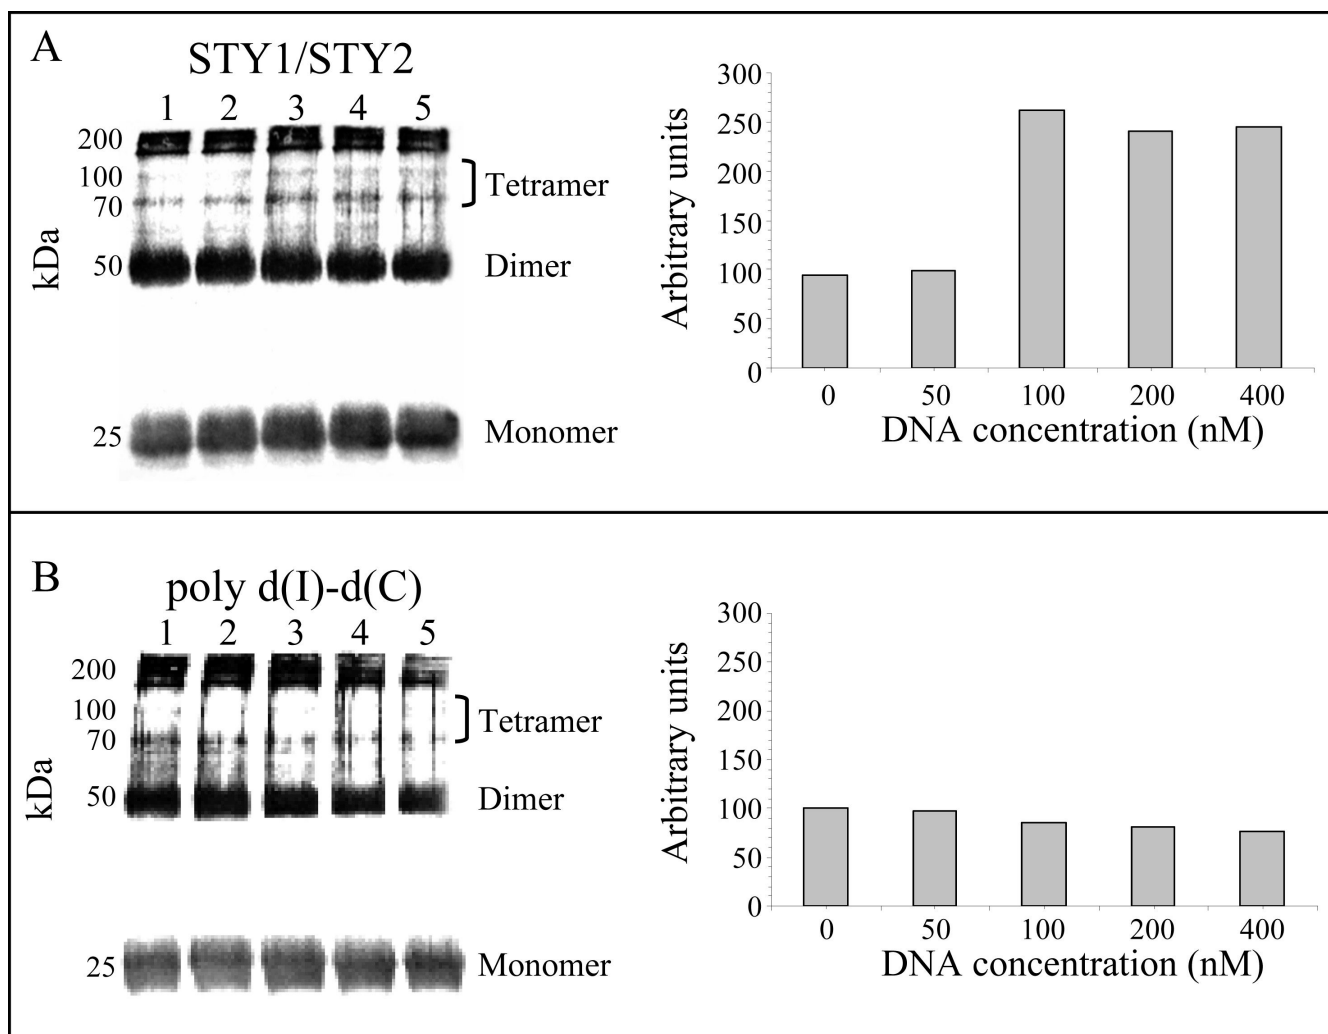 A
STY1/STY2
1 2 3 4 5
200
100
70
50
25
kDa
Tetramer
Dimer
Monomer
300
250
200
150
100
50
0
Arbitrary units
0 50 100 200 400
DNA concentration (nM)
B
poly d(I)-d(C)
1 2 3 4 5
200
100
70
50
25
kDa
Tetramer
Dimer
Monomer
300
250
200
150
100
50
0
Arbitrary units
0 50 100 200 400
DNA concentration (nM)